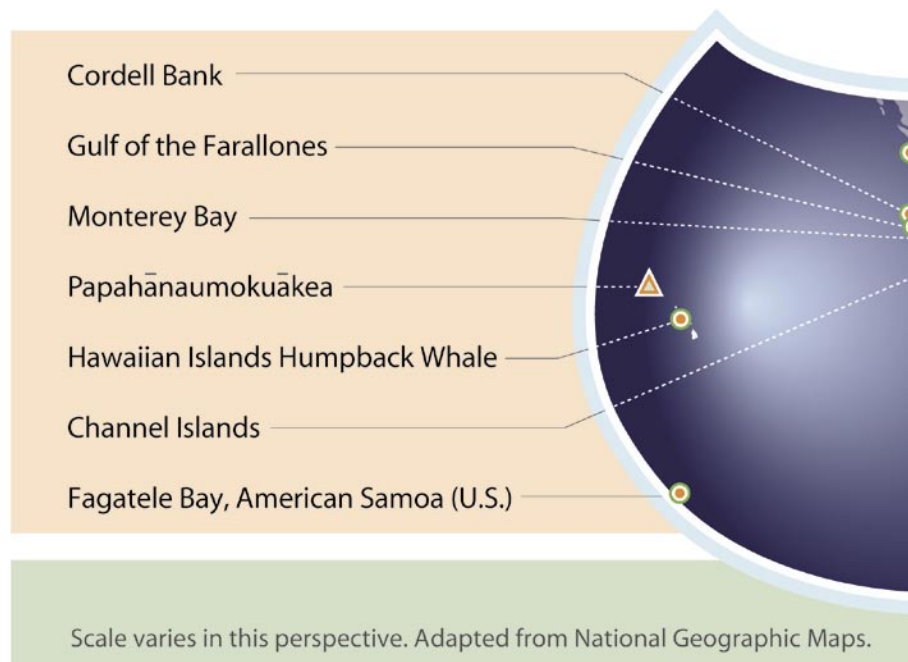 Cordell Bank
Gulf of the Farallones
Monterey Bay
Papahānaumokuākea
Hawaiian Islands Humpback Whale
Channel Islands
Fagatele Bay, American Samoa (U.S.)
Scale varies in this perspective. Adapted from National Geographic Maps.